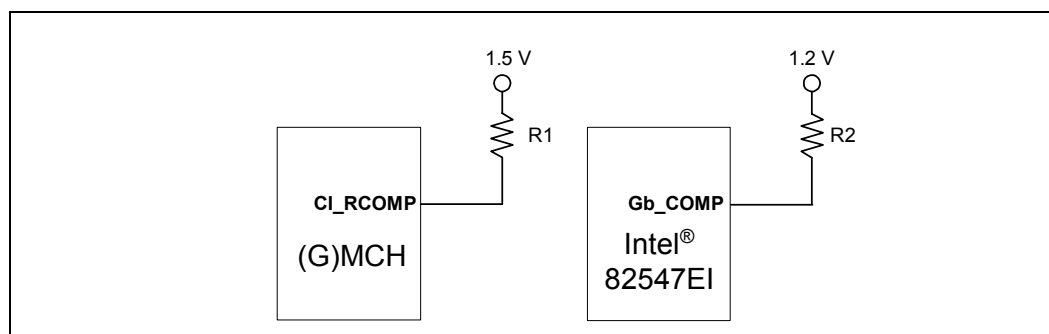 1.5 V
R1
CI_RCOMP
(G)MCH
1.2 V
R2
Gb_COMP
Intel®
82547EI